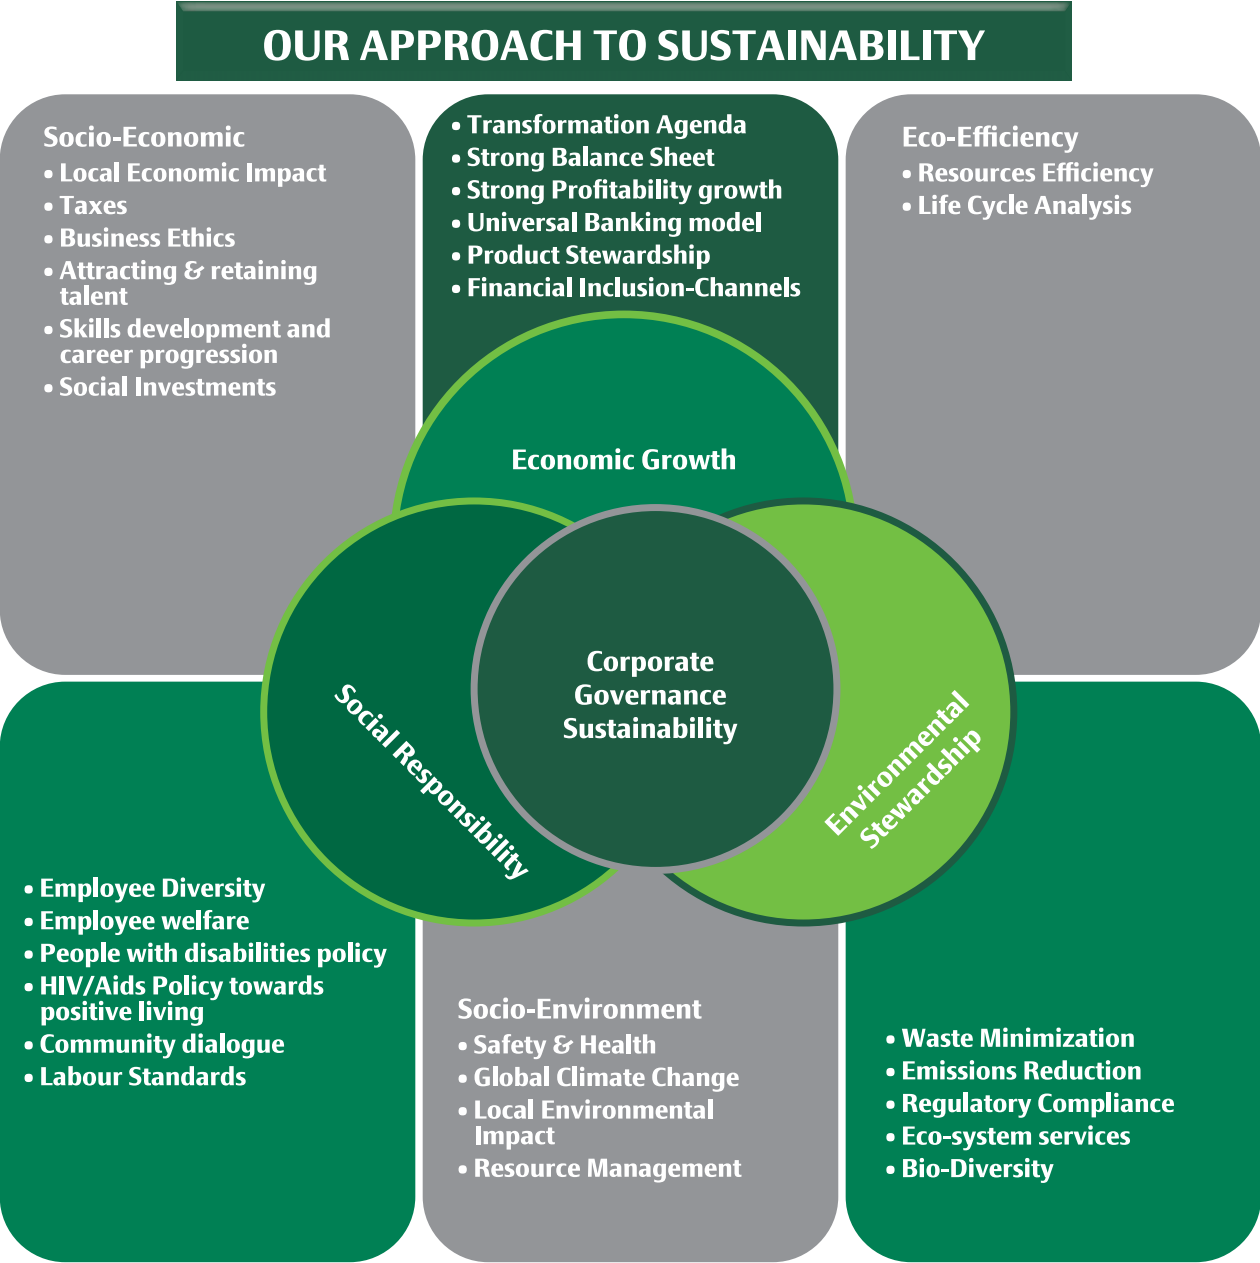 OUR APPROACH TO SUSTAINABILITY
Socio-Economic
• Local Economic Impact
• Taxes
• Business Ethics
• Attracting & retaining
talent
• Skills development and
career progression
• Social Investments
• Transformation Agenda
• Strong Balance Sheet
• Strong Profitability growth
• Universal Banking model
• Product Stewardship
• Financial Inclusion-Channels
Eco-Efficiency
• Resources Efficiency
• Life Cycle Analysis
Economic Growth
Social Responsibility
Corporate
Governance
Sustainability
Environmental
Stewardship
• Employee Diversity
• Employee welfare
• People with disabilities policy
• HIV/Aids Policy towards
positive living
• Community dialogue
• Labour Standards
Socio-Environment
• Safety & Health
• Global Climate Change
• Local Environmental
Impact
• Resource Management
• Waste Minimization
• Emissions Reduction
• Regulatory Compliance
• Eco-system services
• Bio-Diversity